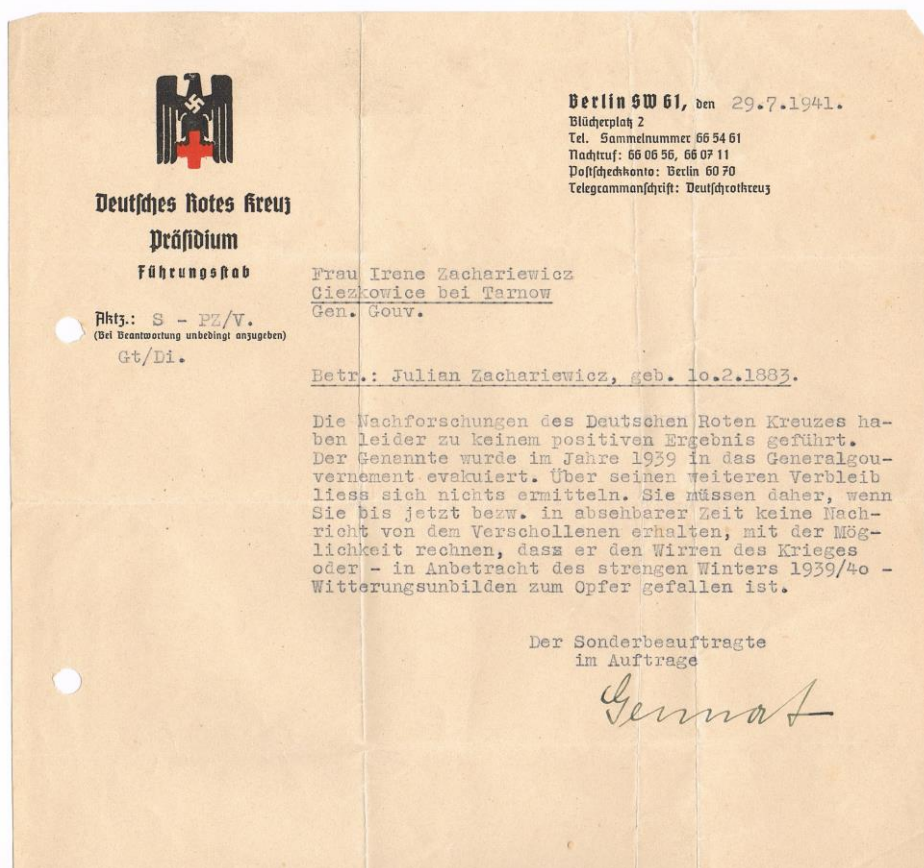 Deutsches Rotes Kreuz
Präsidium
Führungsstab
Aktz.: S - PZ/V.
(Bei Beantwortung unbedingt anzugeben)
Gt/Di.
Berlin SW 61, den 29.7.1941.
Blücherplatz 2
Tel. Sammelnummer 66 54 61
Nachtruf: 66 06 56, 66 07 11
Postscheckkonto: Berlin 60 70
Telegrammanschrift: Deutschrotkreuz
Frau Irene Zachariewicz
Ciezkowice bei Tarnow
Gen. Gouv.
Betr.: Julian Zachariewicz, geb. 1o.2.1883.
Die Nachforschungen des Deutschen Roten Kreuzes ha-
ben leider zu keinem positiven Ergebnis geführt.
Der Genannte wurde im Jahre 1939 in das Generalgou-
vernement evakuiert. Über seinen weiteren Verbleib
liess sich nichts ermitteln. Sie müssen daher, wenn
Sie bis jetzt bezw. in absehbarer Zeit keine Nach-
richt von dem Verschollenen erhalten, mit der Mög-
lichkeit rechnen, dass er den Wirren des Krieges
oder - in Anbetracht des strengen Winters 1939/4o -
Witterungsunbilden zum Opfer gefallen ist.
Der Sonderbeauftragte
im Auftrage
Gennat